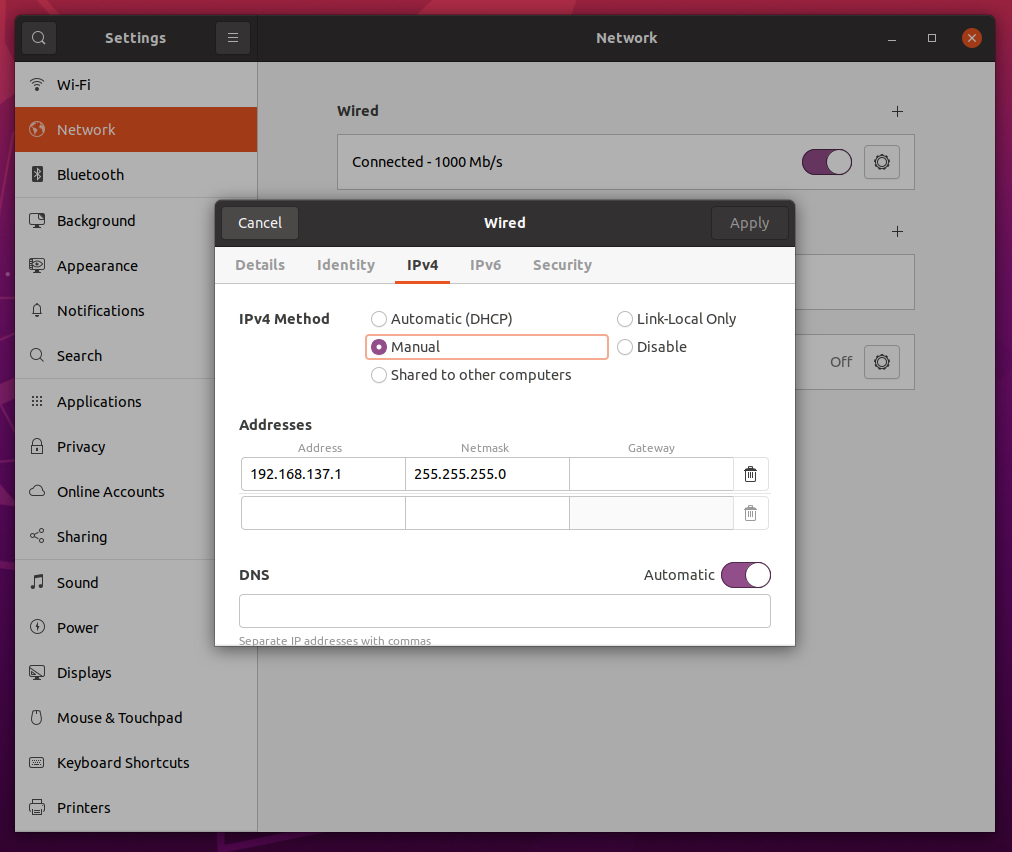 Settings
Network
Wi-Fi
Network
Bluetooth
Background
Appearance
Notifications
Search
Applications
Privacy
Online Accounts
Sharing
Sound
Power
Displays
Mouse & Touchpad
Keyboard Shortcuts
Printers
Wired
Connected - 1000 Mb/s
Off
Cancel
Wired
Apply
Details Identity IPv4 IPv6 Security
IPv4 Method
Automatic (DHCP)
Link-Local Only
Manual
Disable
Shared to other computers
Addresses
Address Netmask Gateway
192.168.137.1 255.255.255.0
DNS
Automatic
Separate IP addresses with commas